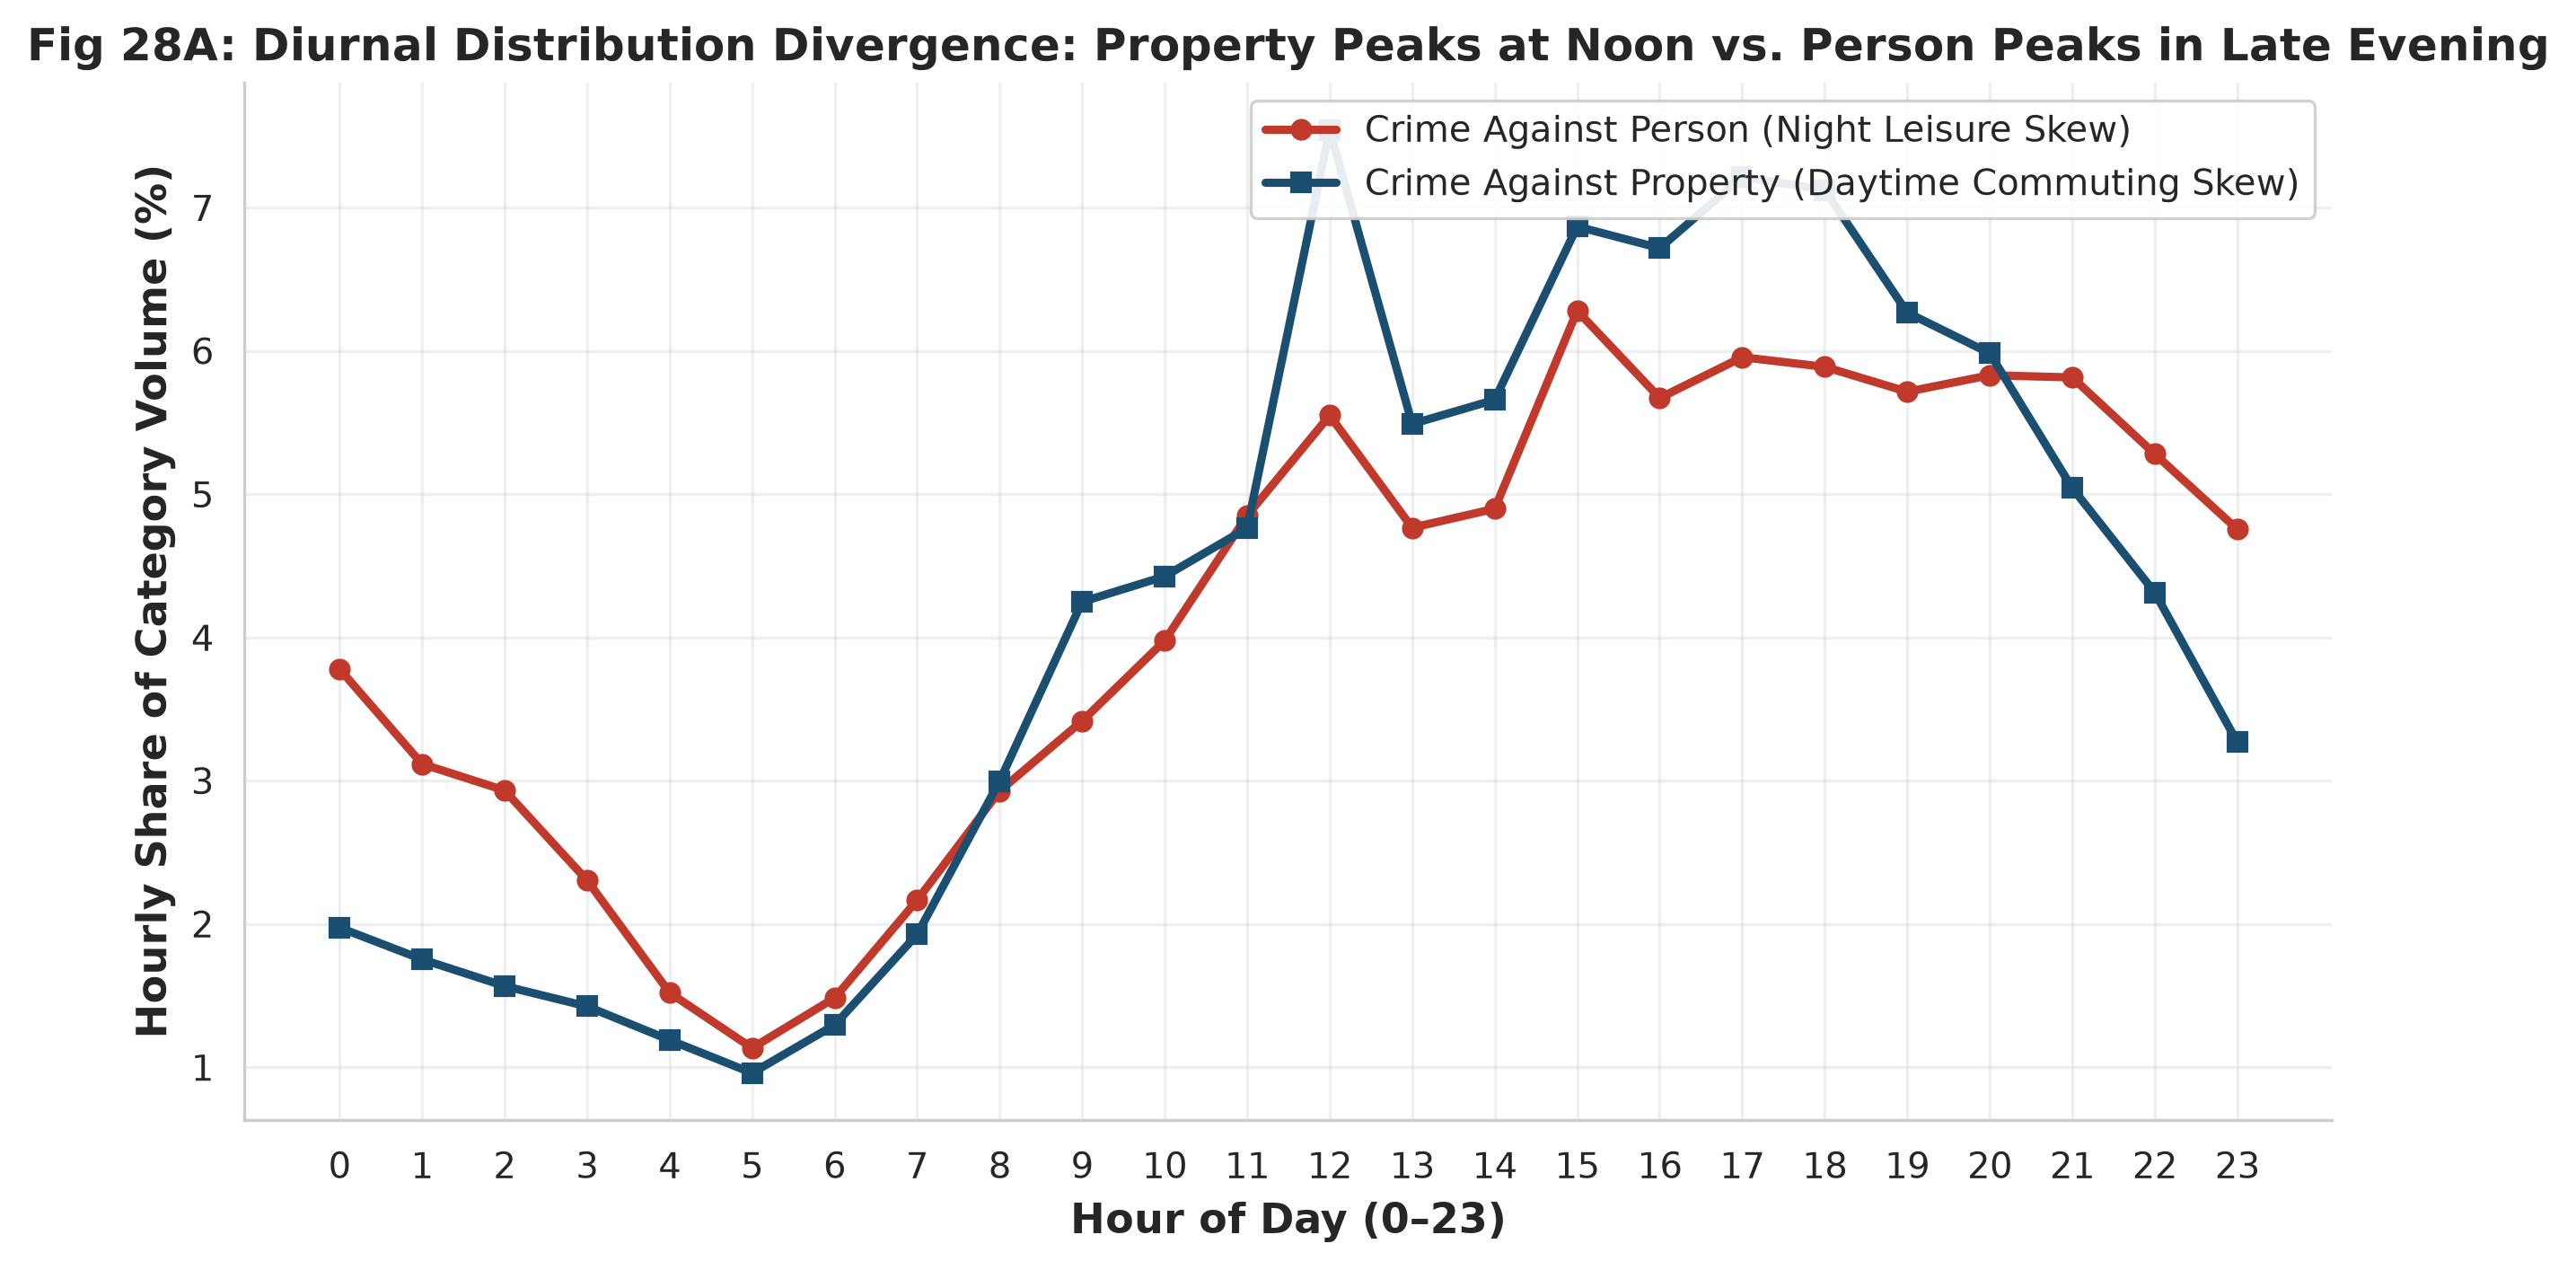 Fig 28A: Diurnal Distribution Divergence: Property Peaks at Noon vs. Person Peaks in Late Evening
Crime Against Person (Night Leisure Skew)
Crime Against Property (Daytime Commuting Skew)
Hourly Share of Category Volume (%)
7
6
5
4
3
2
1
0 1 2 3 4 5 6 7 8 9 10 11 12 13 14 15 16 17 18 19 20 21 22 23
Hour of Day (0–23)